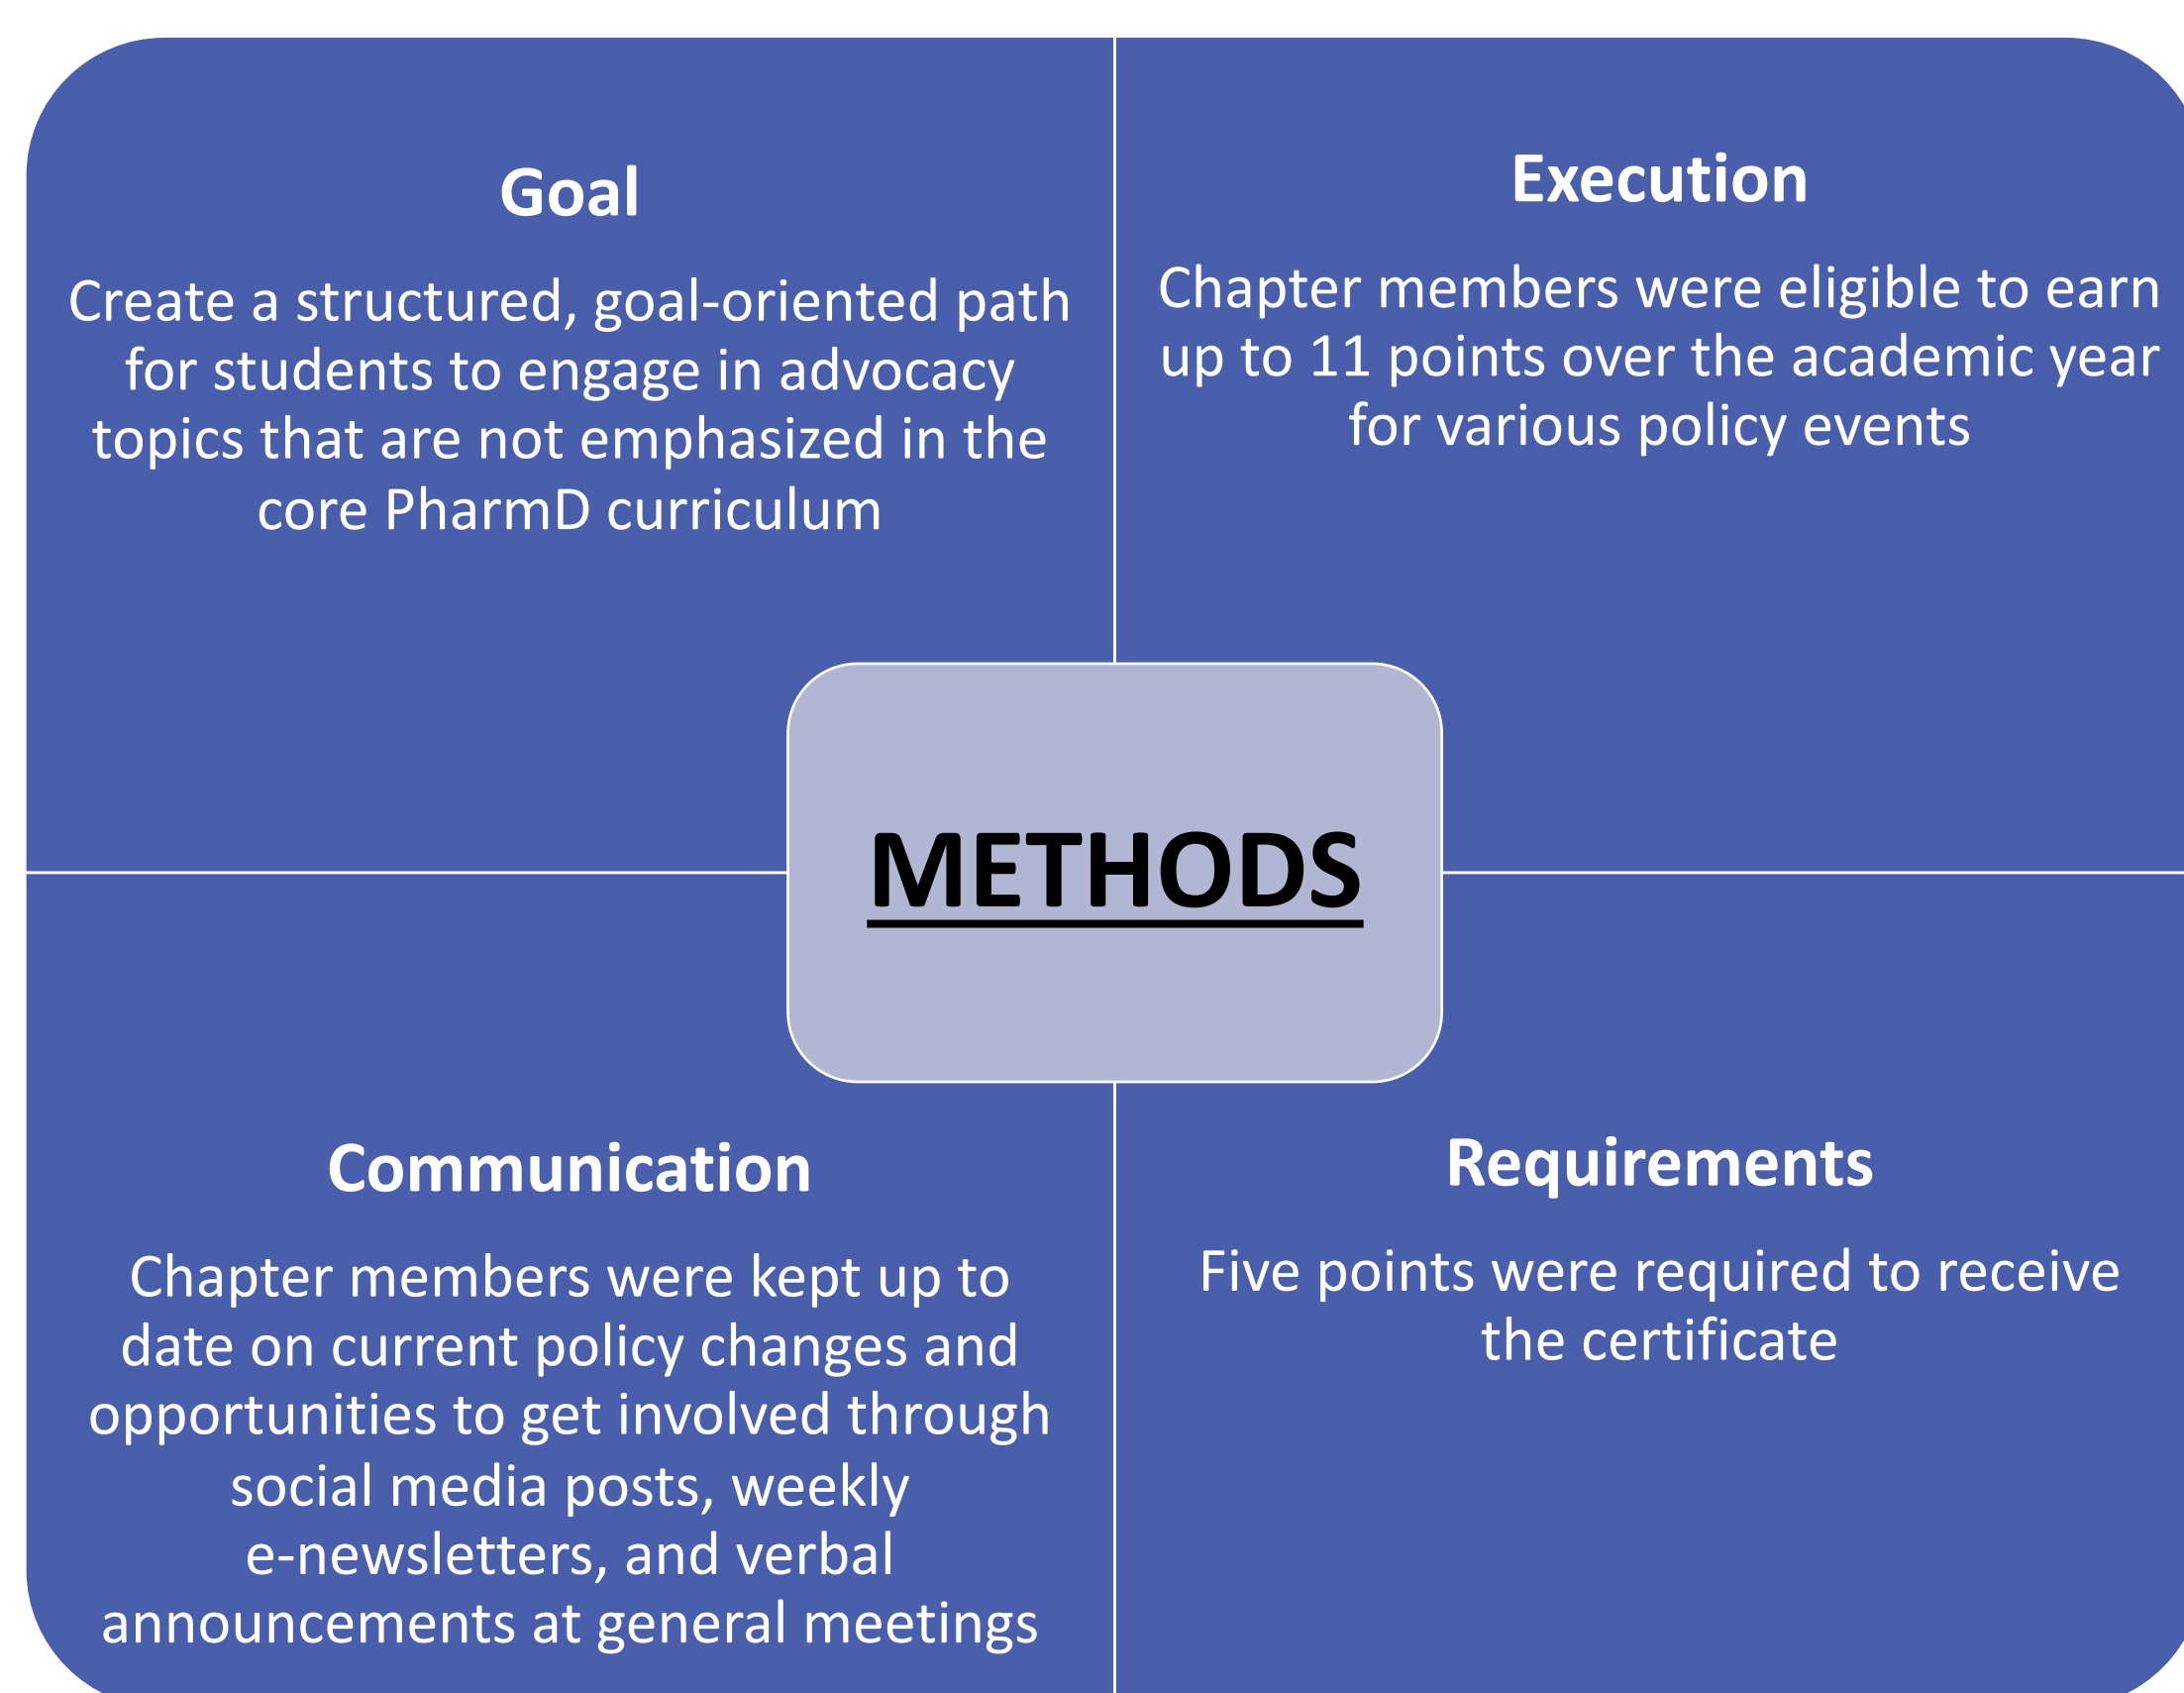 Goal
Create a structured, goal-oriented path
for students to engage in advocacy
topics that are not emphasized in the
core PharmD curriculum
Execution
Chapter members were eligible to earn
up to 11 points over the academic year
for various policy events
METHODS
Communication
Chapter members were kept up to
date on current policy changes and
opportunities to get involved through
social media posts, weekly
e-newsletters, and verbal
announcements at general meetings
Requirements
Five points were required to receive
the certificate